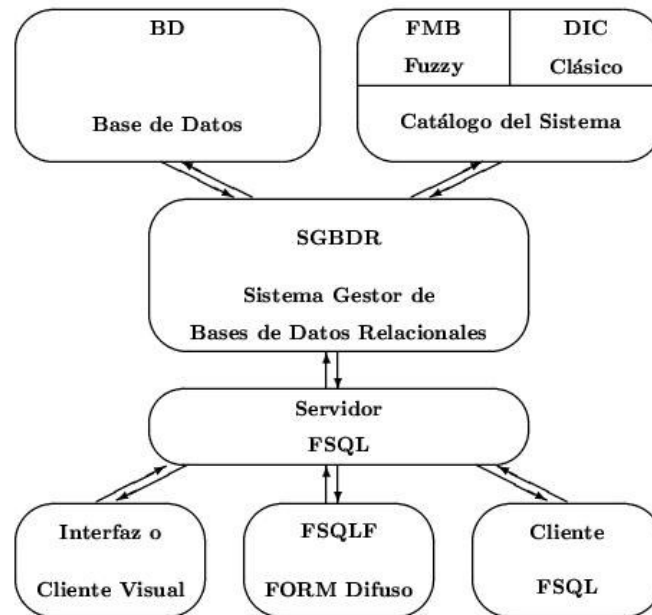 BD
Base de Datos
FMB
Fuzzy
DIC
Clásico
Catálogo del Sistema
SGBDR
Sistema Gestor de
Bases de Datos Relacionales
Servidor
FSQL
Interfaz o
Cliente Visual
FSQLF
FORM Difuso
Cliente
FSQL